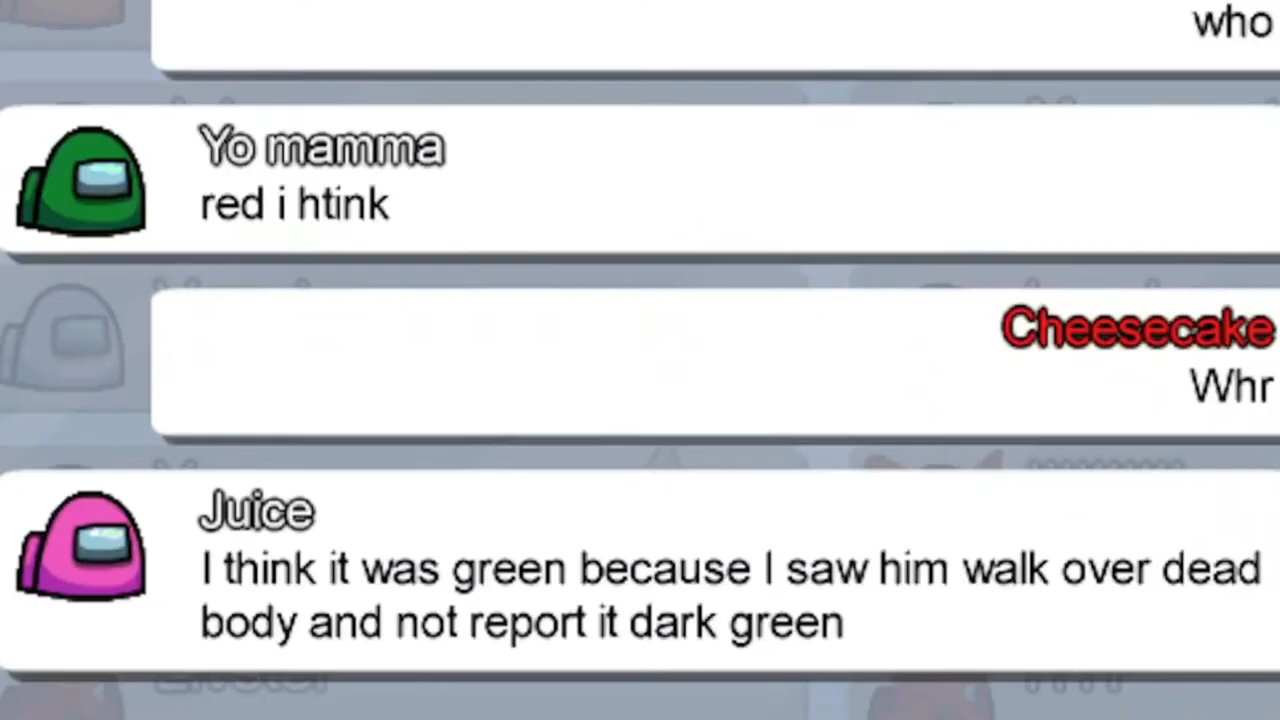 who
Yo mamma
red i htink
Cheesecake
Whr
Juice
I think it was green because I saw him walk over dead
body and not report it dark green